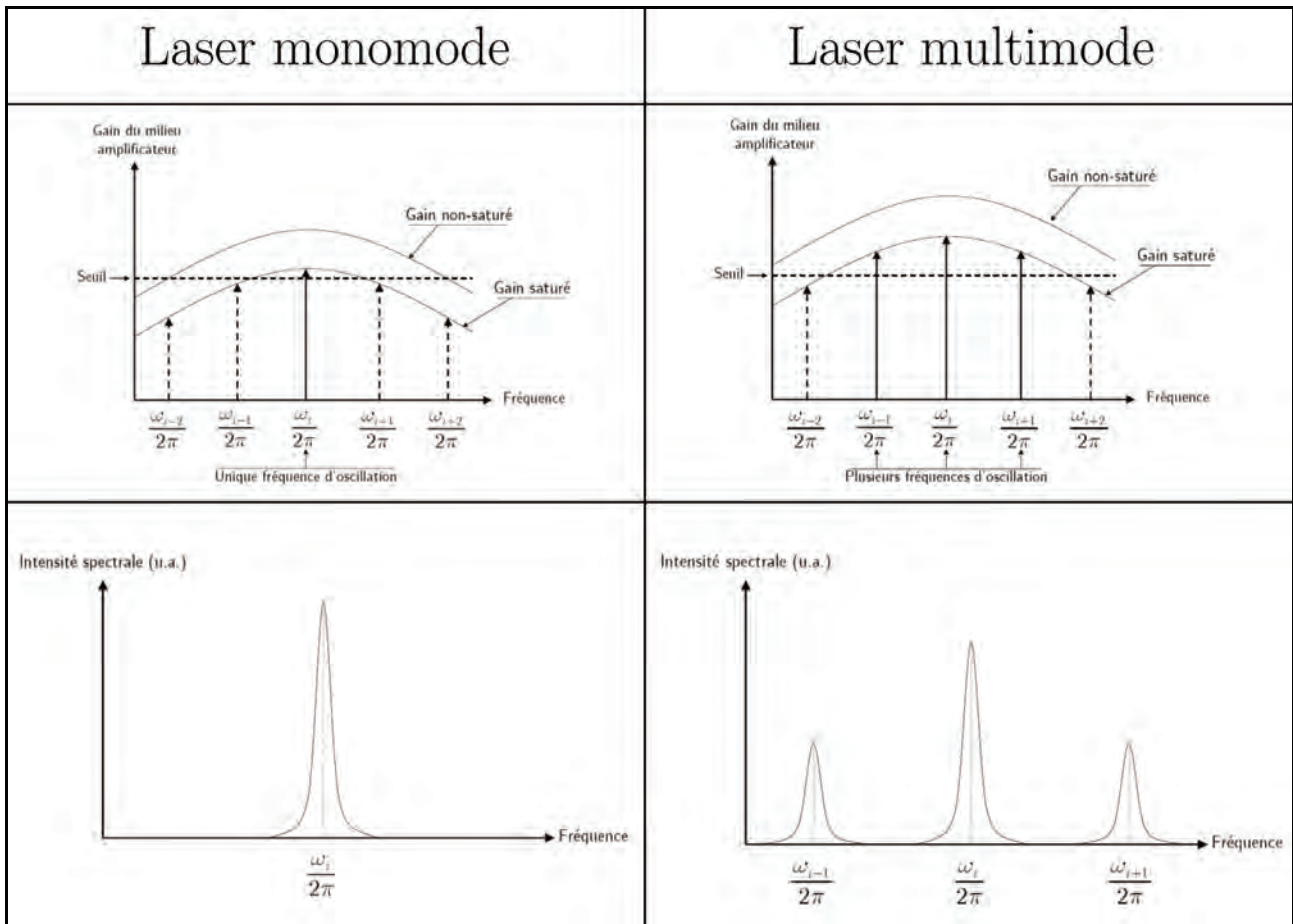 Laser monomode
Laser multimode
Gain du milieu
amplificateur
Gain non-saturé
Seuil
Gain saturé
Fréquence
ω_{i−2}/2π ω_{i−1}/2π ω_i/2π ω_{i+1}/2π ω_{i+2}/2π
Unique fréquence d'oscillation
Gain du milieu
amplificateur
Gain non-saturé
Gain saturé
Seuil
Fréquence
ω_{i−2}/2π ω_{i−1}/2π ω_i/2π ω_{i+1}/2π ω_{i+2}/2π
Plusieurs fréquences d'oscillation
Intensité spectrale (u.a.)
Fréquence
ω_i/2π
Intensité spectrale (u.a.)
Fréquence
ω_{i−1}/2π ω_i/2π ω_{i+1}/2π